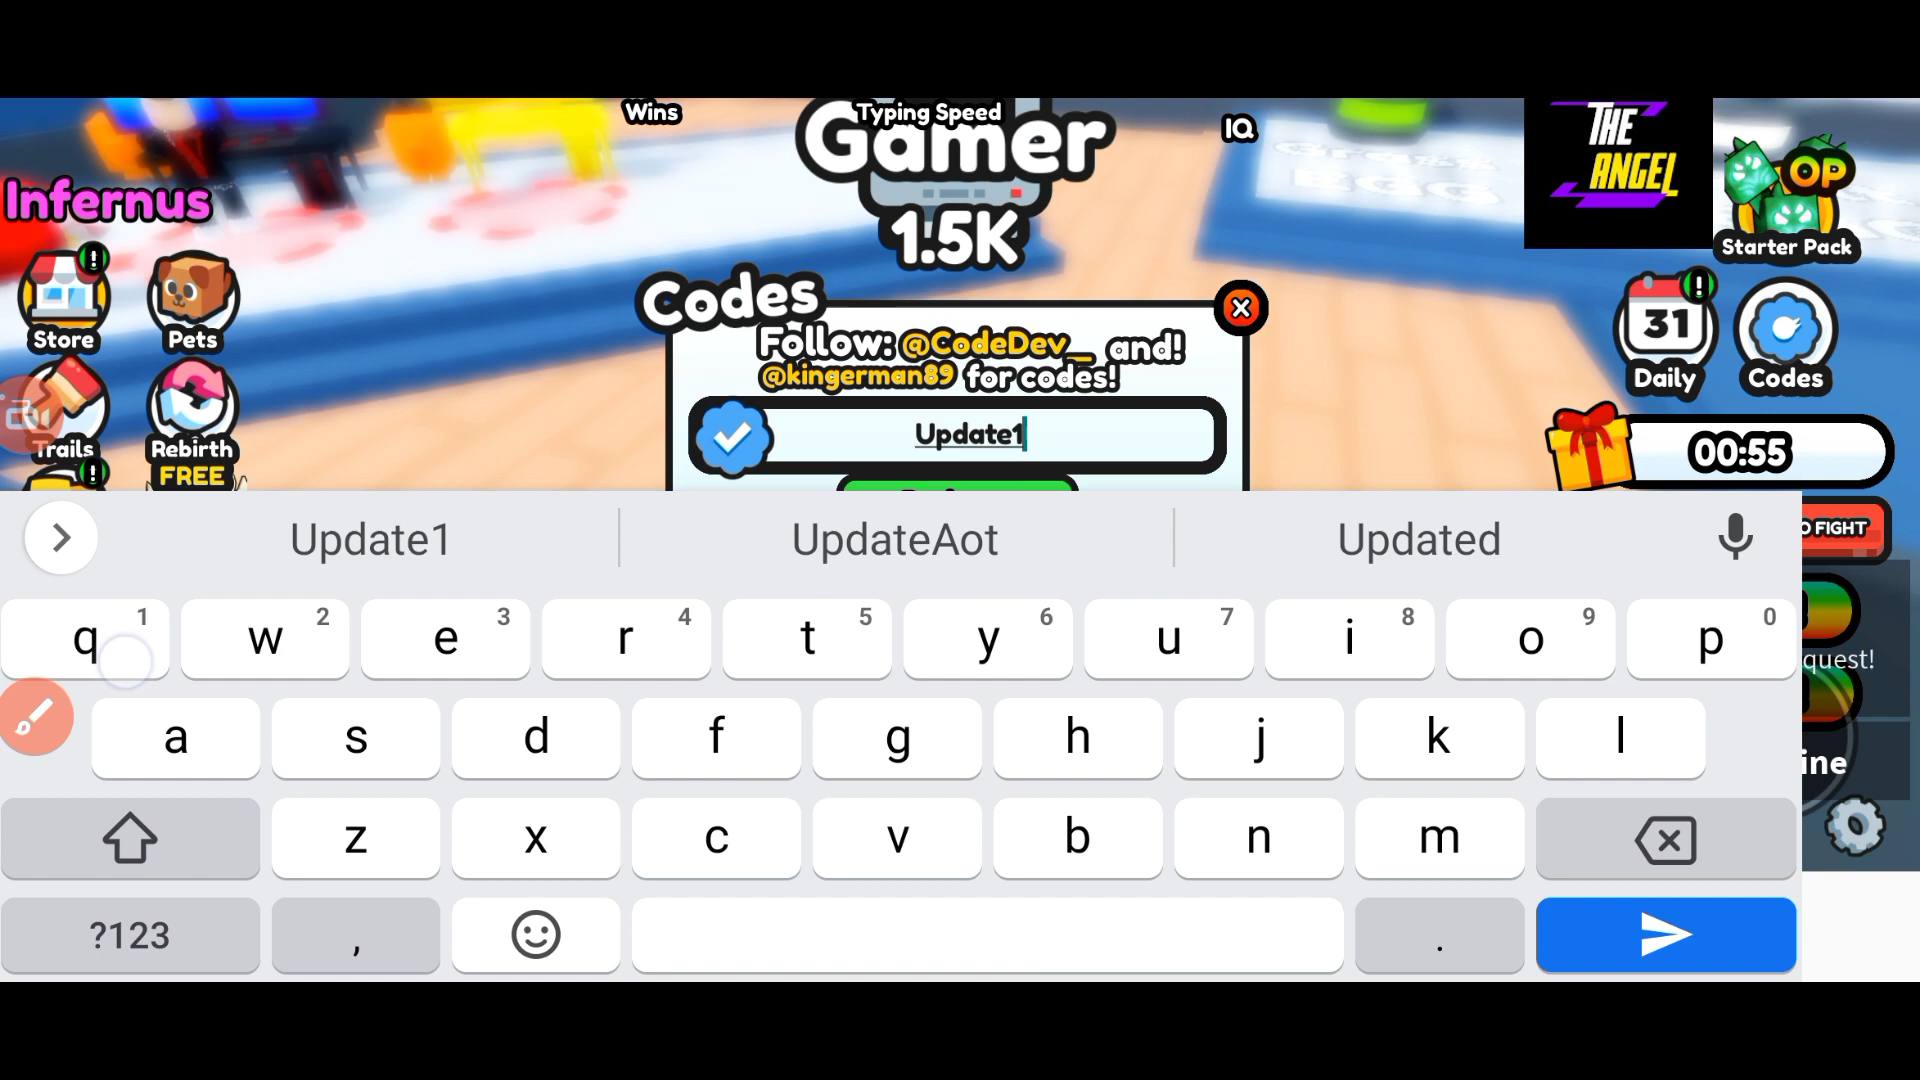 Wins
Typing Speed
IQ
Gamer
1.5K
THE
ANGEL
OP
Starter Pack
Infernus
Store
Pets
Trails
Rebirth
FREE
Codes
Follow: @CodeDev__ and!
@kingerman89 for codes!
Update1
31
Daily
Codes
00:55
O FIGHT
quest!
ine
Update1
UpdateAot
Updated
q 1 w 2 e 3 r 4 t 5 y 6 u 7 i 8 o 9 p 0
a s d f g h j k l
z x c v b n m
?123 , .